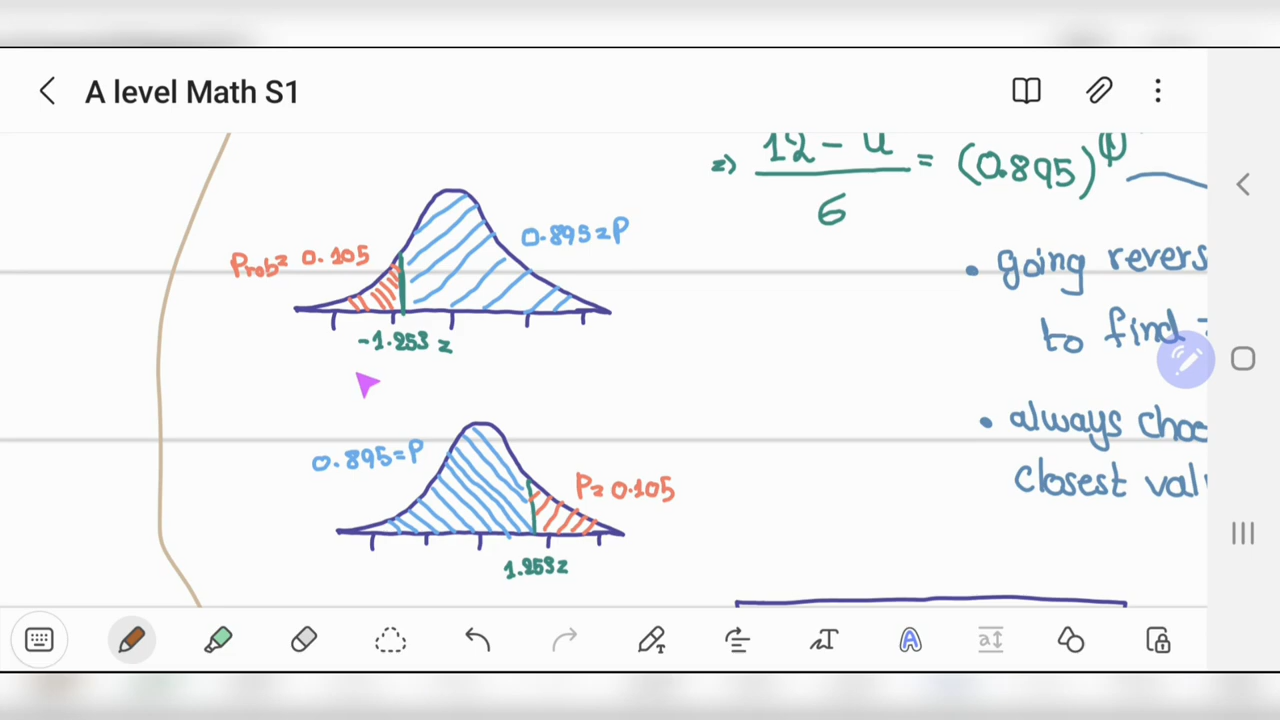 A level Math S1
12 - u
=> ――― = (0.895)
6
Prob= 0.105
0.895=P
-1.253 z
• going revers
to find
0.895=P
P= 0.105
1.253z
• always choo
closest val